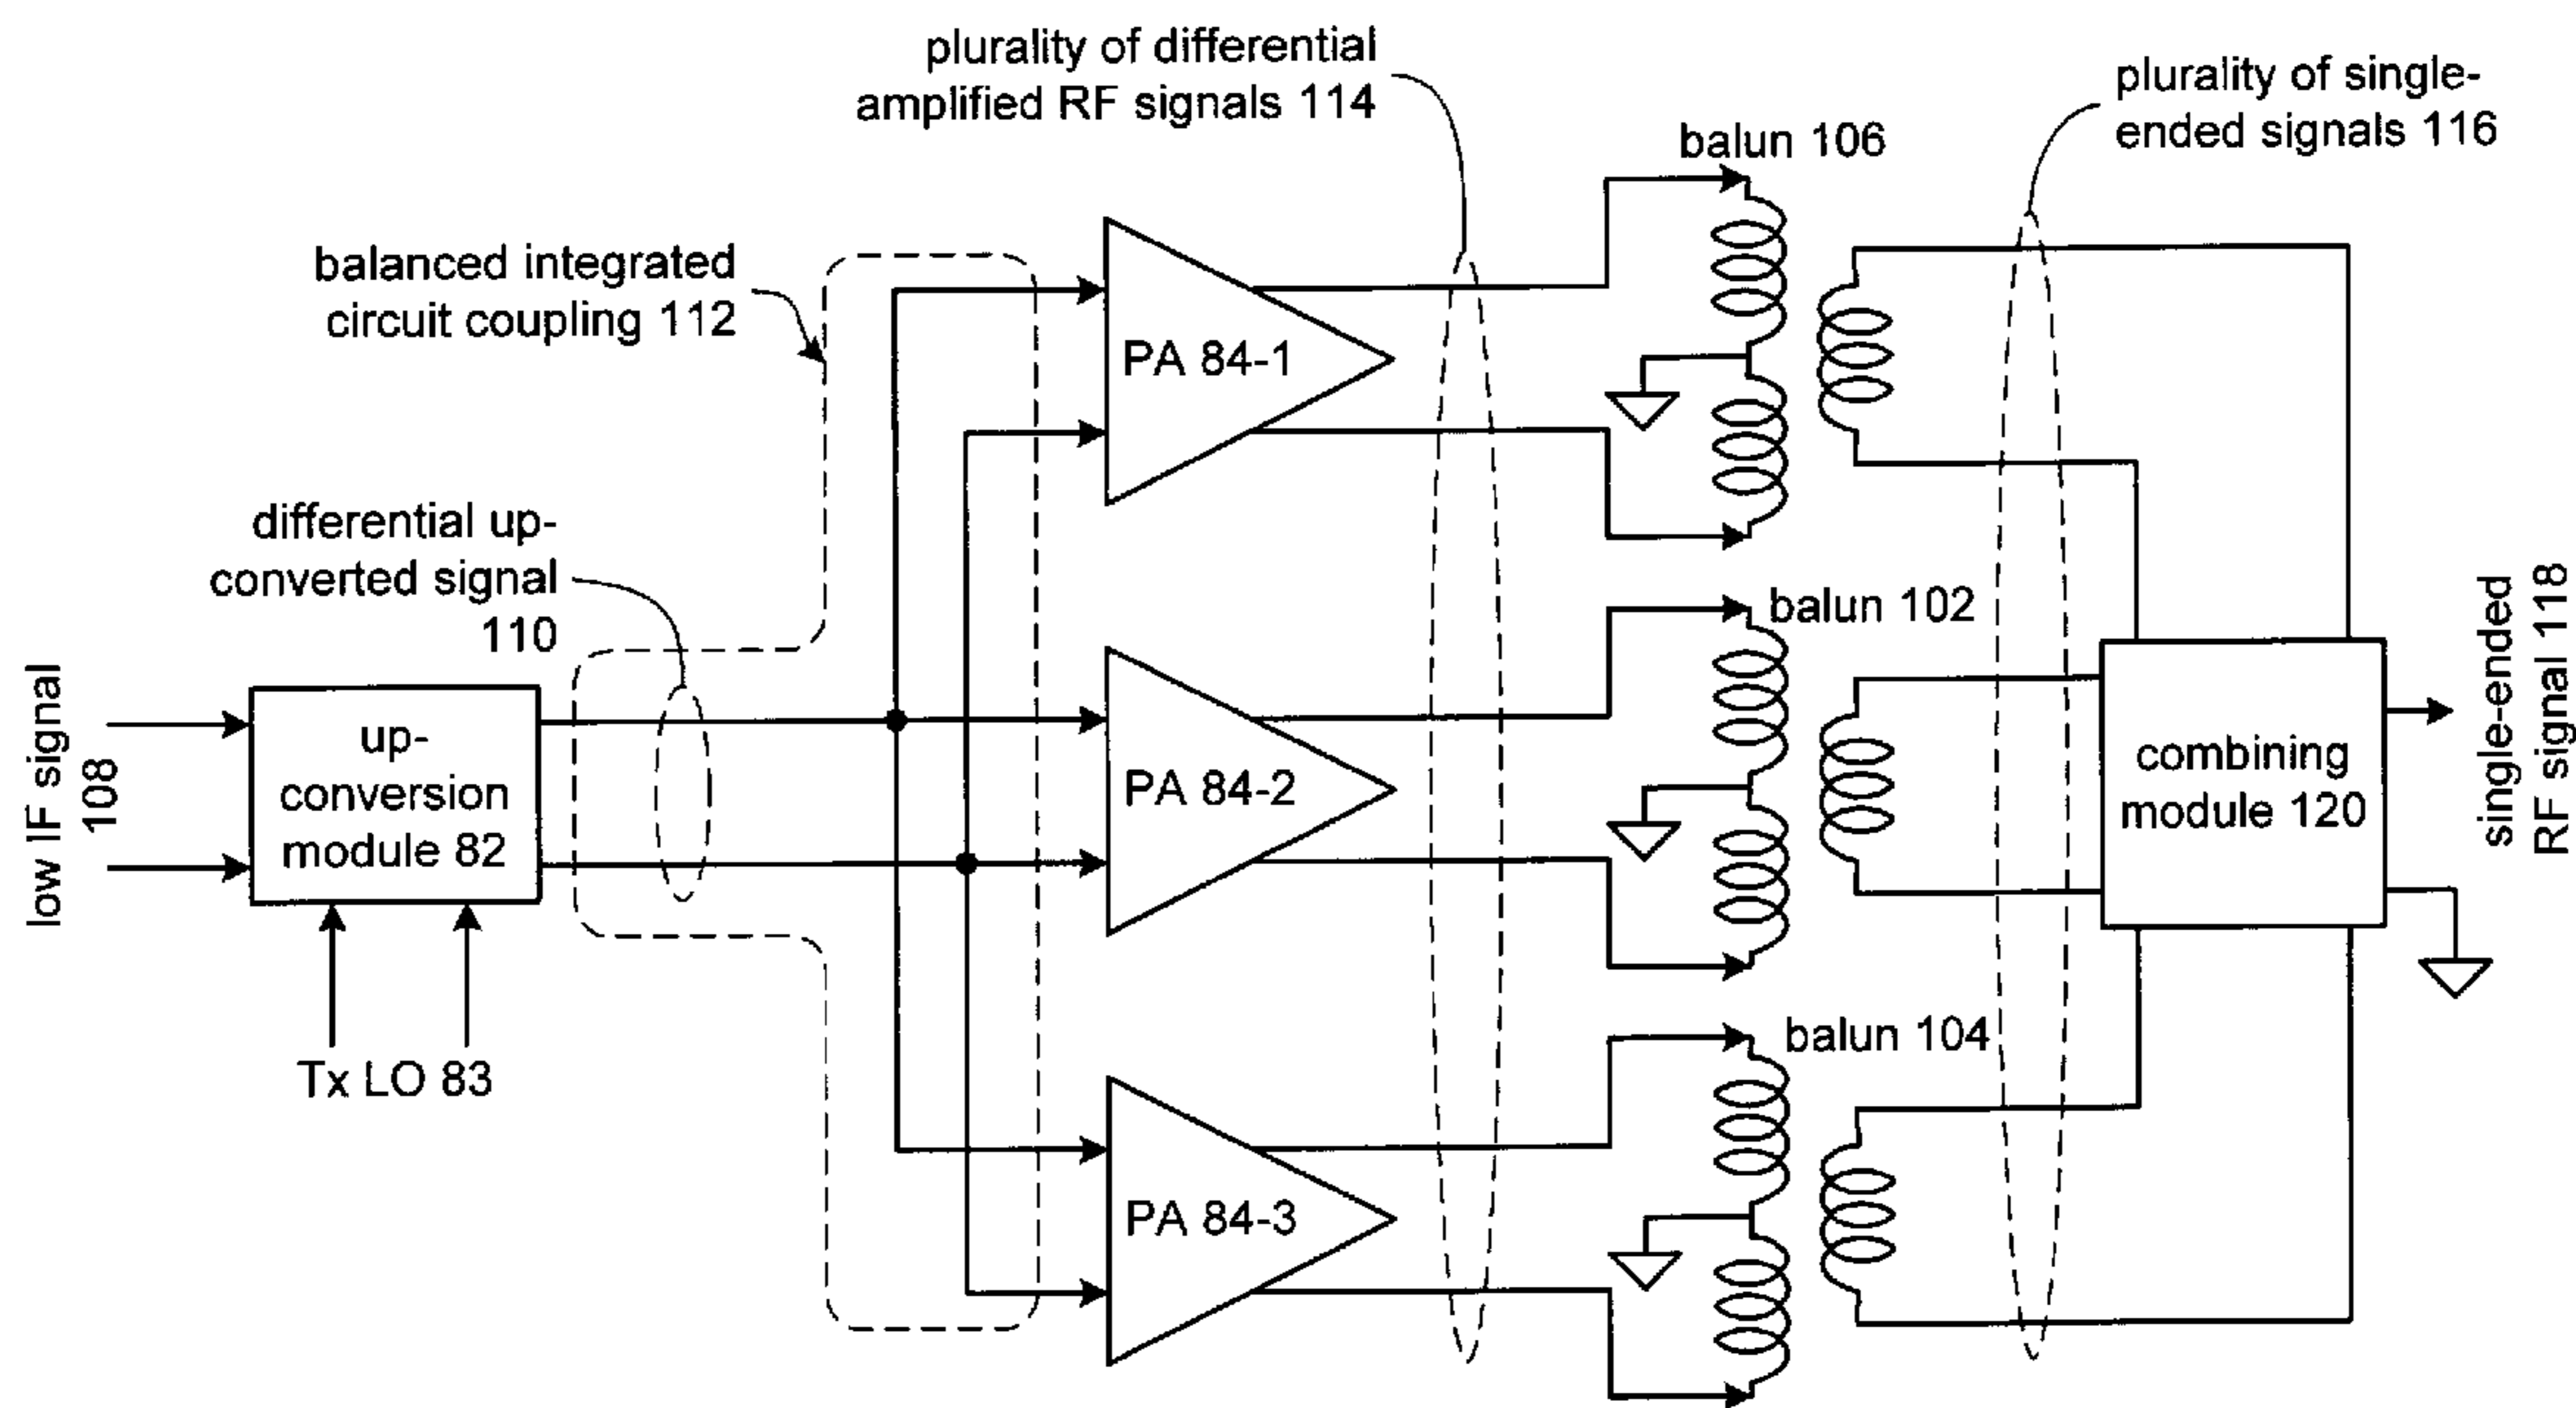 plurality of differential
amplified RF signals 114
plurality of single-
ended signals 116
balun 106
balanced integrated
circuit coupling 112
PA 84-1
differential up-
converted signal
110
balun 102
low IF signal
108
up-
conversion
module 82
PA 84-2
combining
module 120
single-ended
RF signal 118
balun 104
Tx LO 83
PA 84-3